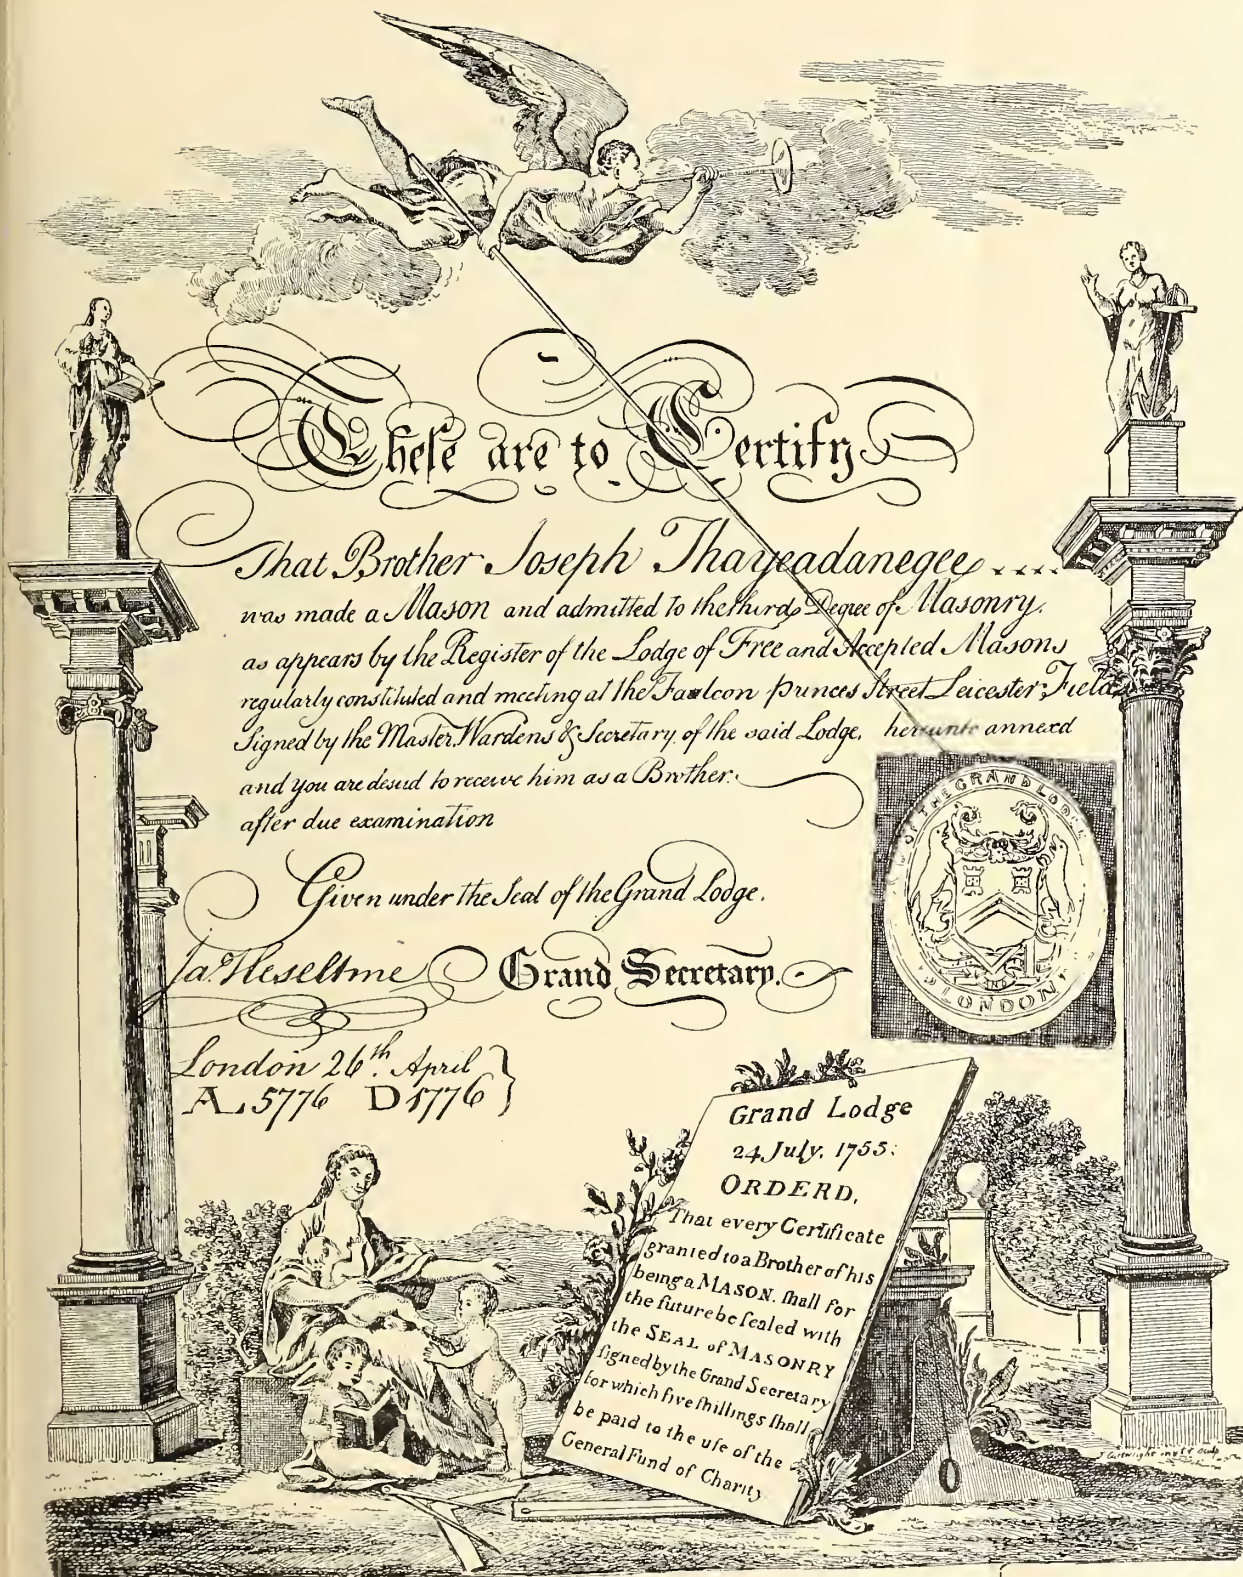 These are to Certify
That Brother Joseph Thayeadanegee....
was made a Mason and admitted to the third Degree of Masonry.
as appears by the Register of the Lodge of Free and Accepted Masons
regularly constituted and meeting at the Faulcon princes Street Leicester Field
Signed by the Master, Wardens & Secretary of the said Lodge, hereunto annexd
and you are desird to receive him as a Brother.
after due examination
Given under the Seal of the Grand Lodge.
Jas. Heseltine Grand Secretary.
London 26th. April
A. L. 5776 D 1776
OF THE GRAND LODGE
LONDON
Grand Lodge
24 July, 1755:
ORDERD,
That every Certificate
granted to a Brother of his
being a MASON, shall for
the future be sealed with
the SEAL of MASONRY
signed by the Grand Secretary
for which five shillings shall
be paid to the use of the
General Fund of Charity
J Cartwright sculp